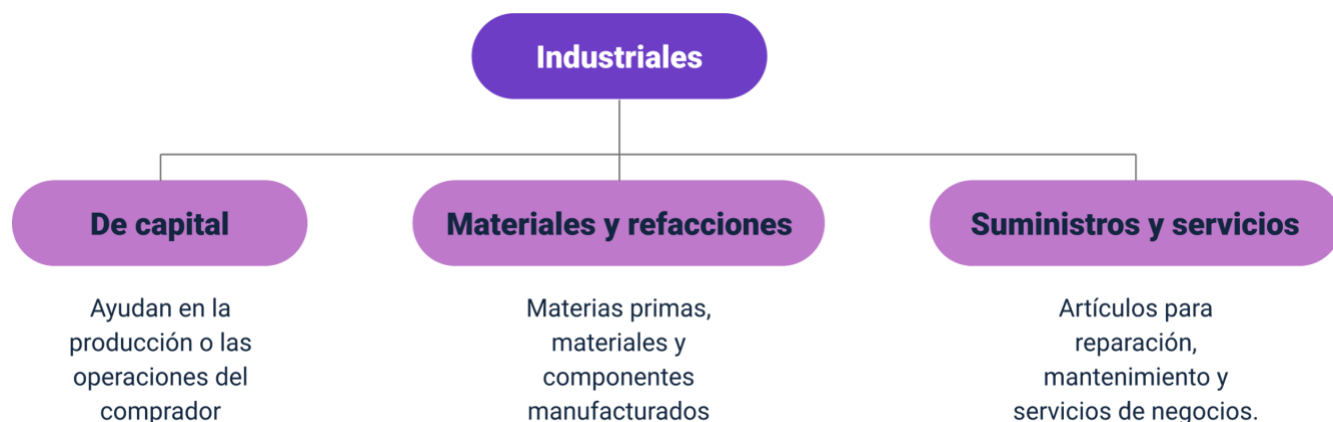 Industriales
De capital
Ayudan en la
producción o las
operaciones del
comprador
Materiales y refacciones
Materias primas,
materiales y
componentes
manufacturados
Suministros y servicios
Artículos para
reparación,
mantenimiento y
servicios de negocios.